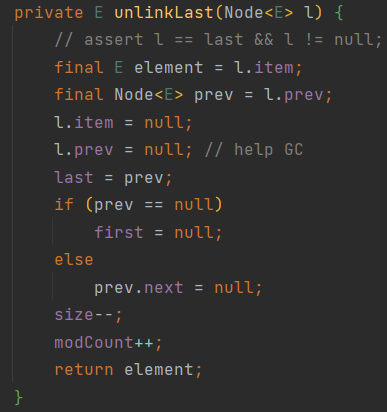 private E unlinkLast(Node<E> l) {
// assert l == last && l != null;
final E element = l.item;
final Node<E> prev = l.prev;
l.item = null;
l.prev = null; // help GC
last = prev;
if (prev == null)
first = null;
else
prev.next = null;
size--;
modCount++;
return element;
}